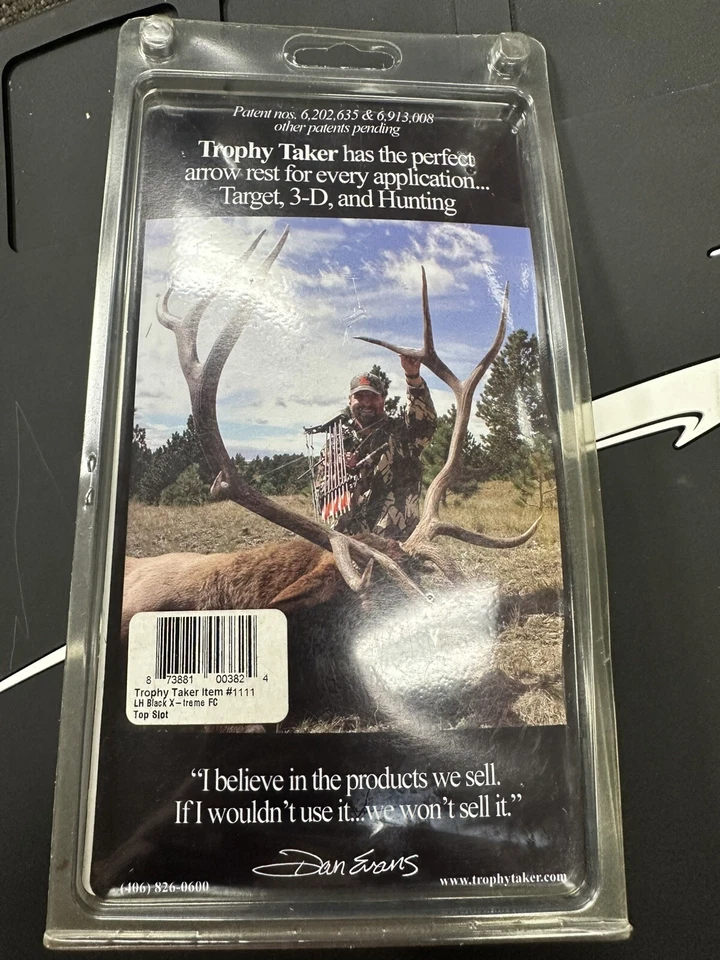 Patent nos. 6,202,635 & 6,913,008
other patents pending
Trophy Taker has the perfect
arrow rest for every application...
Target, 3-D, and Hunting
8 73881 00382 4
Trophy Taker Item #1111
LH Black X-treme FC
Top Slot
“I believe in the products we sell.
If I wouldn’t use it...we won’t sell it.”
Dan Evans
(406) 826-0600
www.trophytaker.com